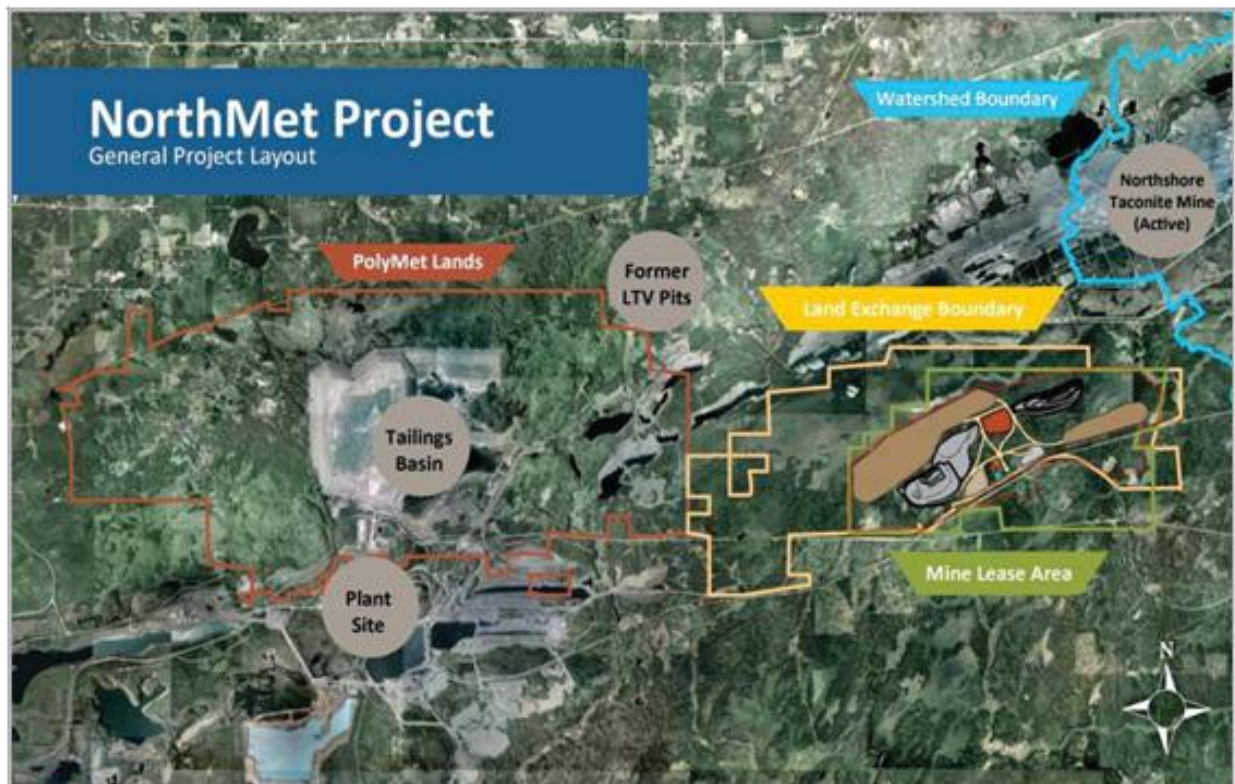 NorthMet Project
General Project Layout
Watershed Boundary
Northshore
Taconite Mine
(Active)
PolyMet Lands
Former
LTV Pits
Land Exchange Boundary
Tailings
Basin
Mine Lease Area
Plant
Site
N